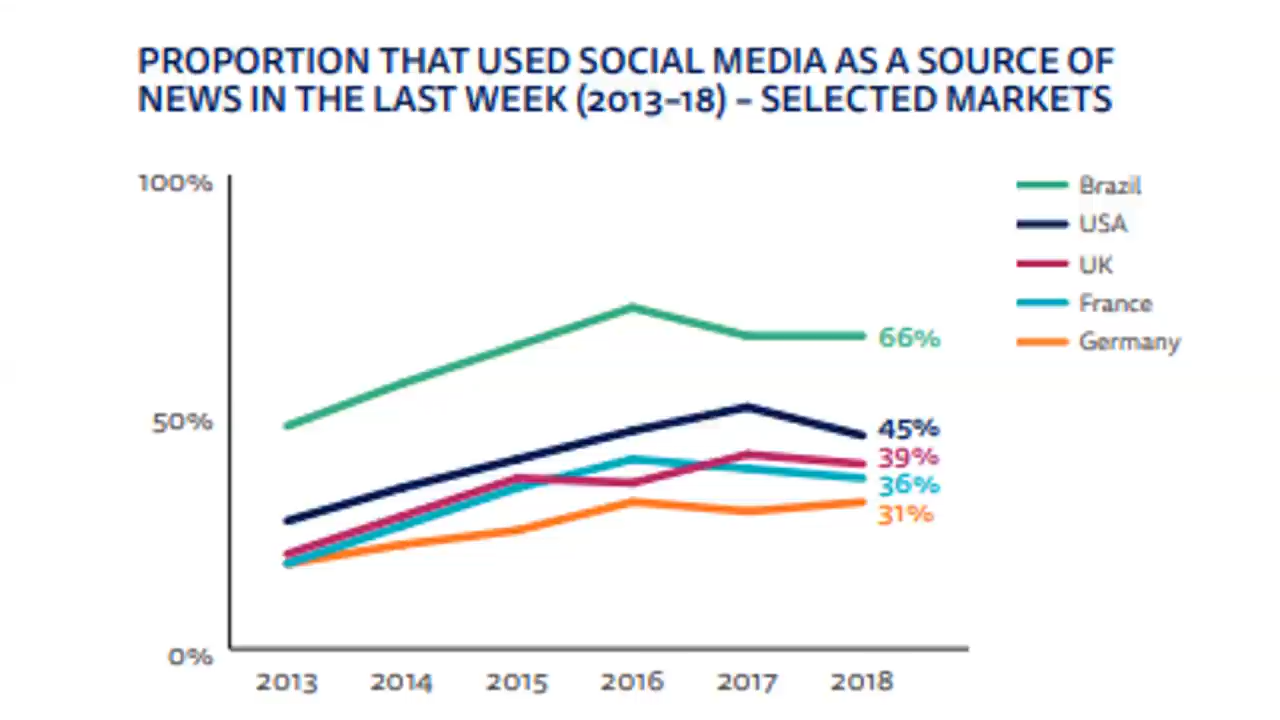 PROPORTION THAT USED SOCIAL MEDIA AS A SOURCE OF
NEWS IN THE LAST WEEK (2013–18) – SELECTED MARKETS
100%
50%
0%
2013 2014 2015 2016 2017 2018
66%
45%
39%
36%
31%
Brazil
USA
UK
France
Germany